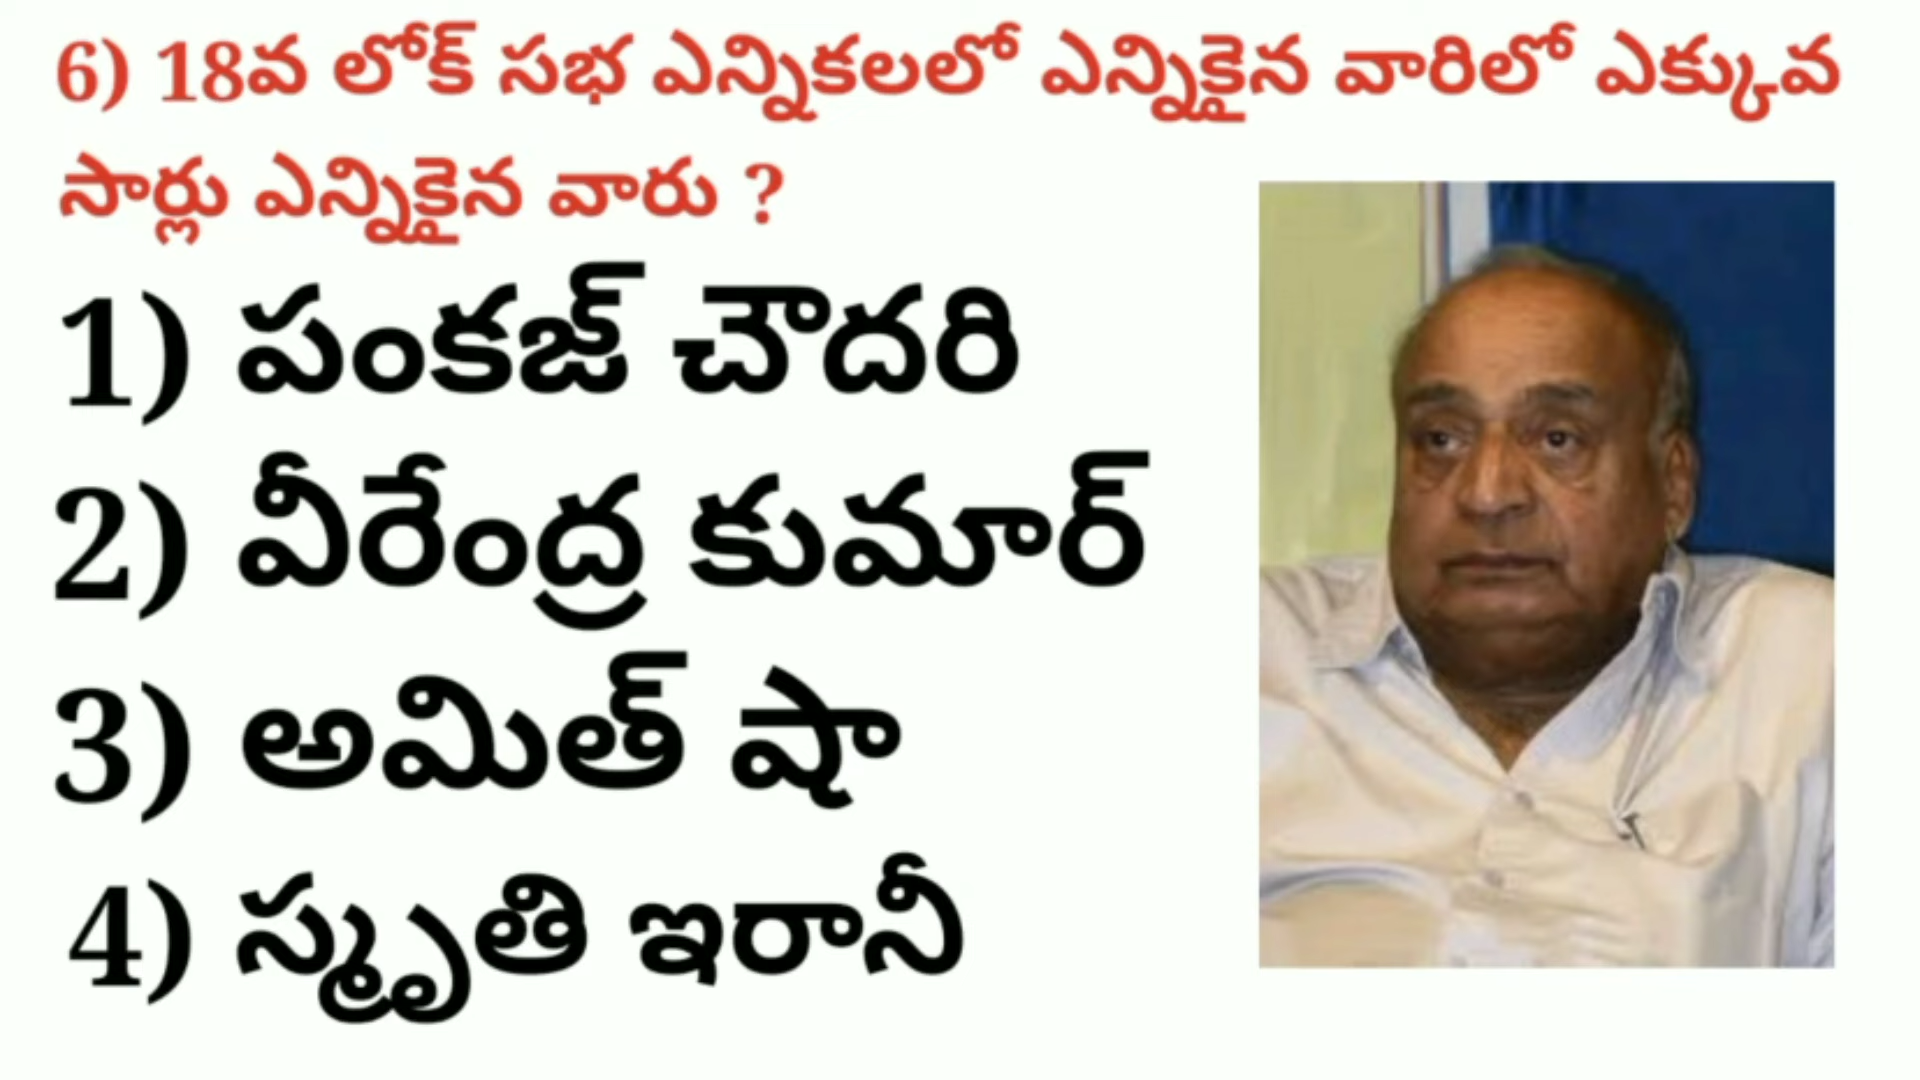 6) 18వ లోక్ సభ ఎన్నికలలో ఎన్నికైన వారిలో ఎక్కువ
సార్లు ఎన్నికైన వారు ?
1) పంకజ్ చౌదరి
2) వీరేంద్ర కుమార్
3) అమిత్ షా
4) స్మృతి ఇరానీ